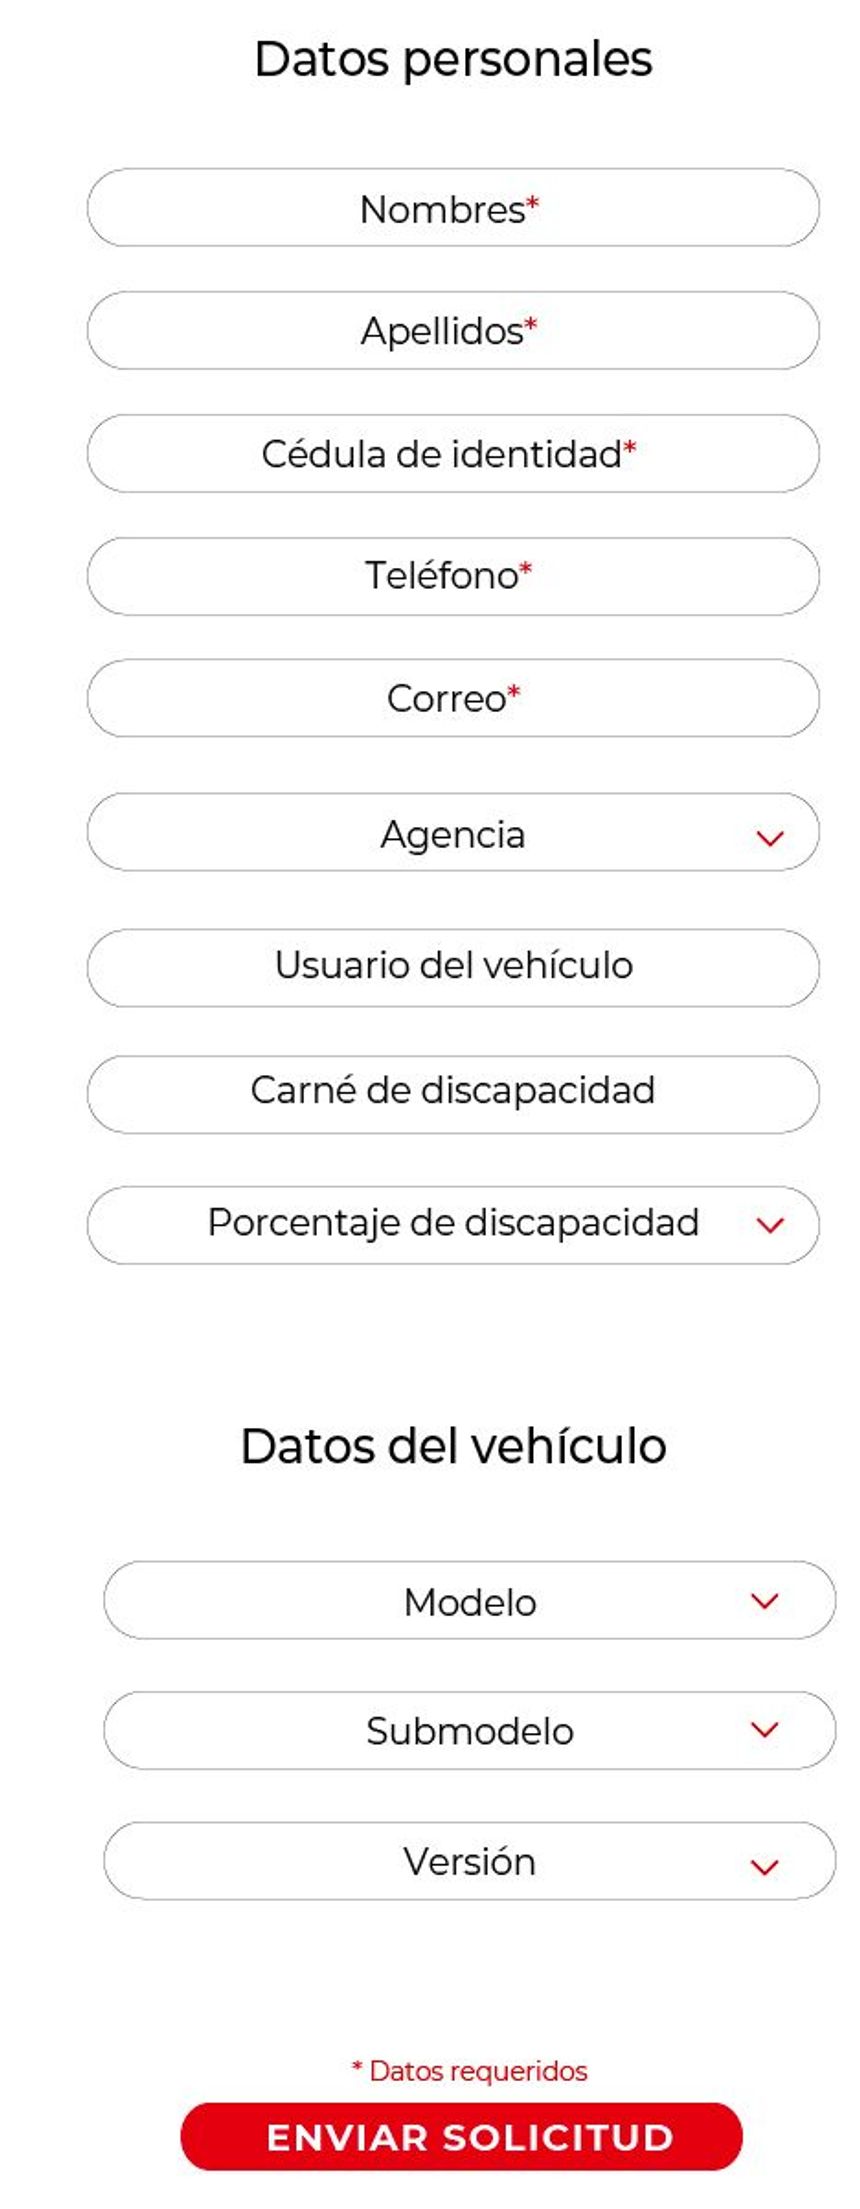 Datos personales
Nombres*
Apellidos*
Cédula de identidad*
Teléfono*
Correo*
Agencia
Usuario del vehículo
Carné de discapacidad
Porcentaje de discapacidad
Datos del vehículo
Modelo
Submodelo
Versión
* Datos requeridos
ENVIAR SOLICITUD